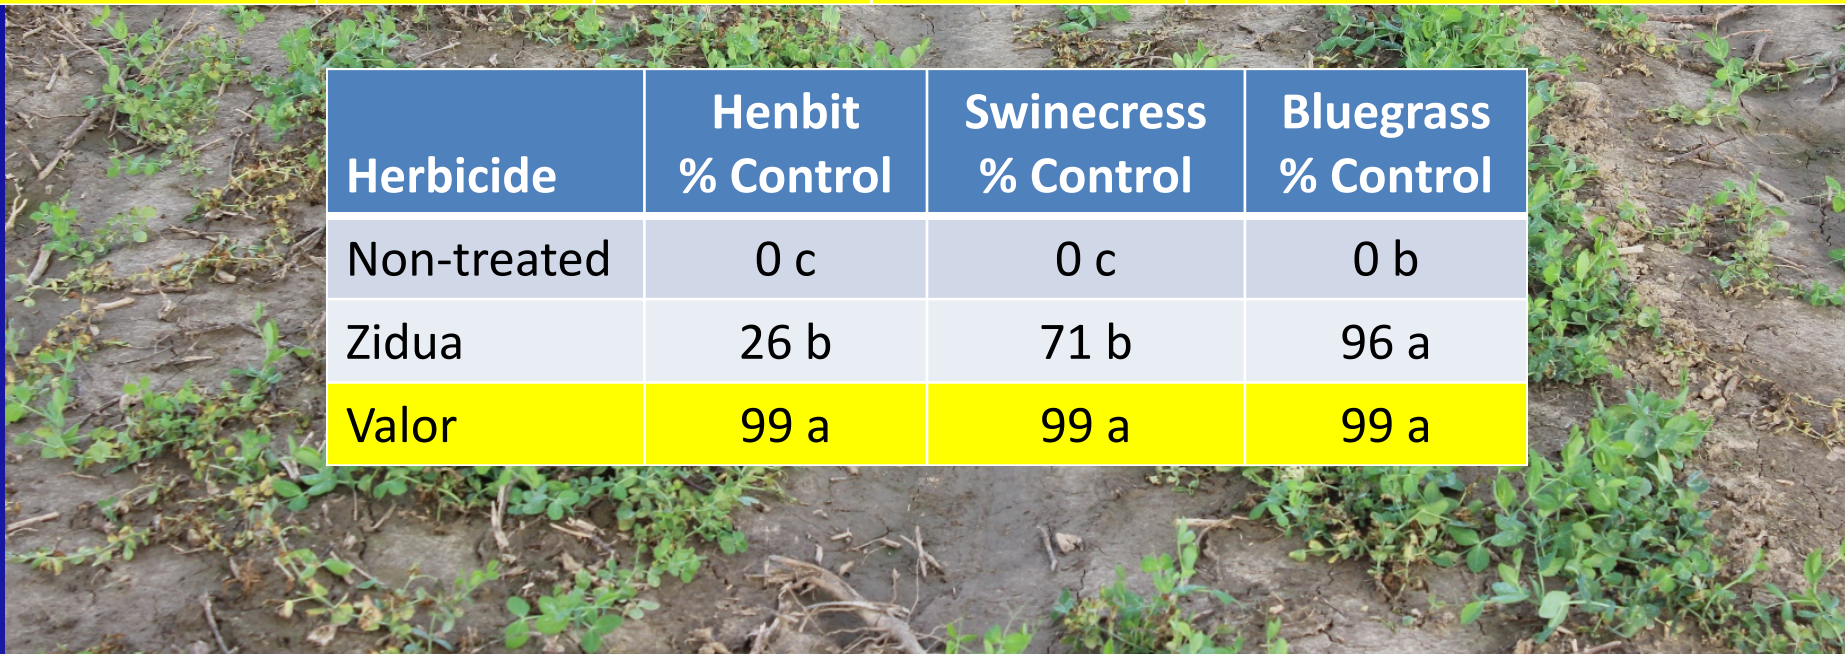 Henbit Swinecress Bluegrass
Herbicide % Control % Control % Control
Non-treated 0 c 0 c 0 b
Zidua 26 b 71 b 96 a
Valor 99 a 99 a 99 a